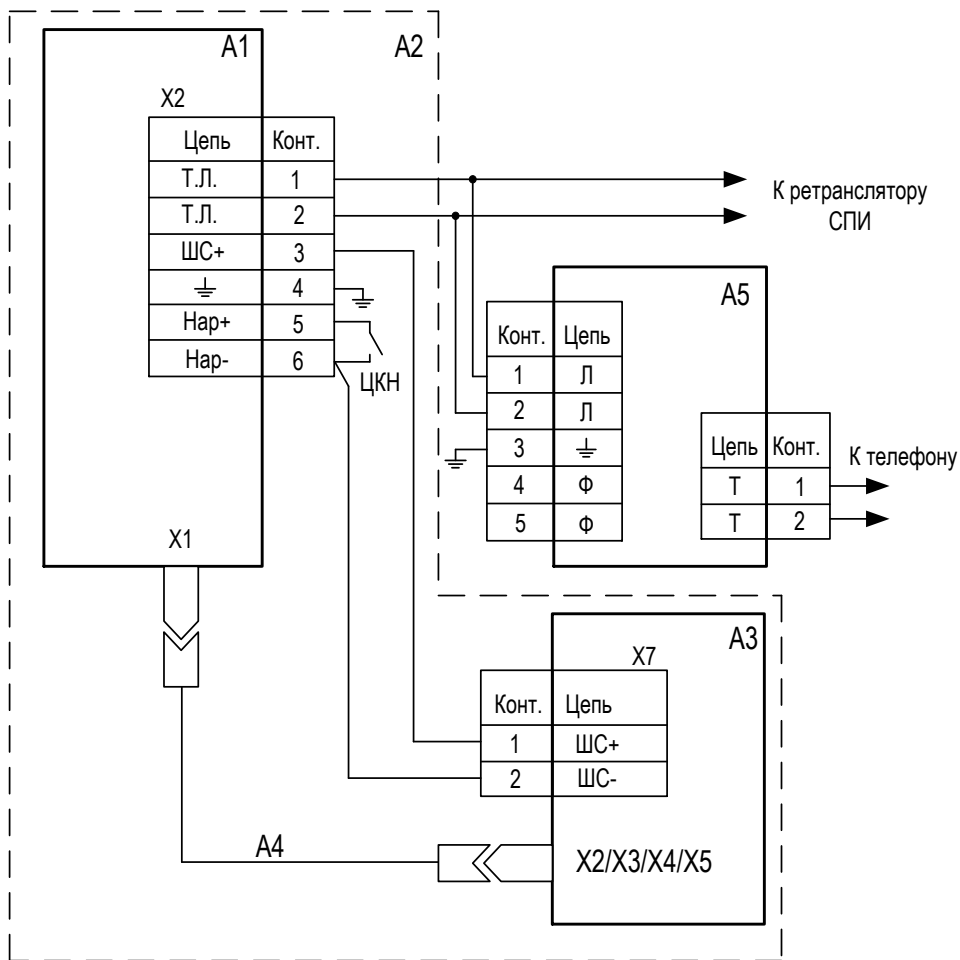 A1
A2
X2
Цепь Конт.
Т.Л. 1
Т.Л. 2
ШС+ 3
4
Нар+ 5
Нар- 6
ЦКН
X1
К ретранслятору
СПИ
A5
Конт. Цепь
1 Л
2 Л
3
4 Ф
5 Ф
Цепь Конт.
Т 1
Т 2
К телефону
A3
X7
Конт. Цепь
1 ШС+
2 ШС-
A4
X2/X3/X4/X5